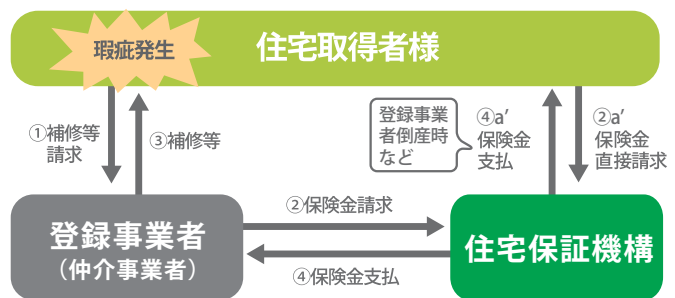 瑕疵発生
住宅取得者様
①補修等
請求
③補修等
登録事業
者倒産時
など
④a’
保険金
支払
②a’
保険金
直接請求
②保険金請求
登録事業者
（仲介事業者）
住宅保証機構
④保険金支払